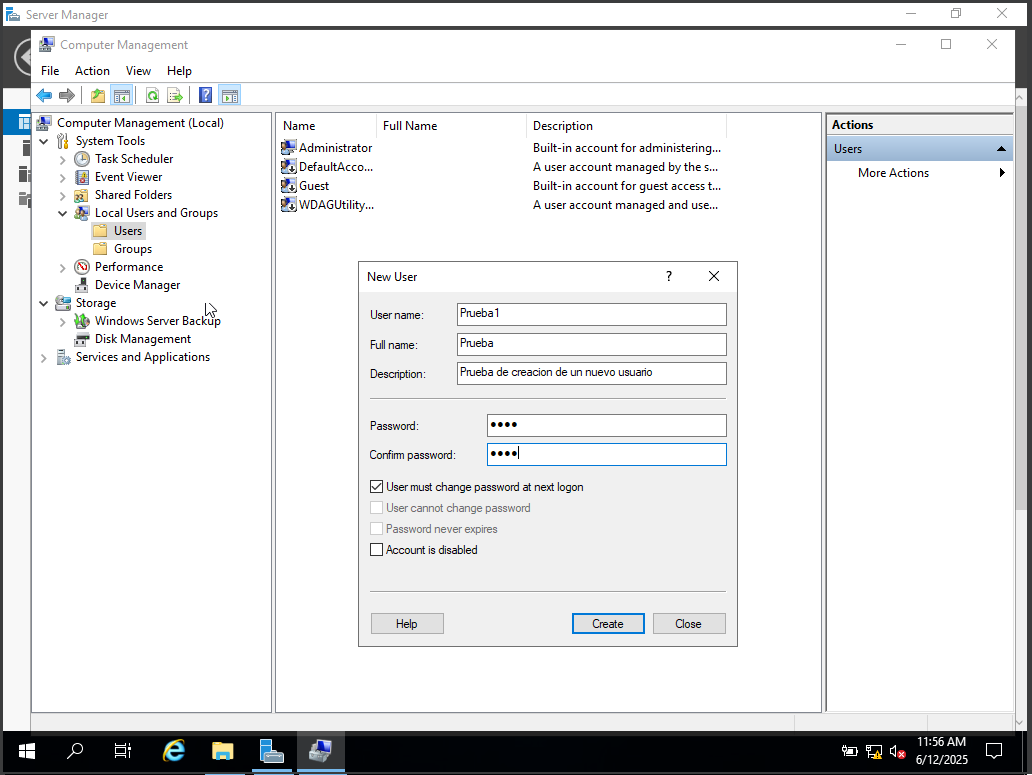 Server Manager
Computer Management
File Action View Help
Computer Management (Local)
System Tools
Task Scheduler
Event Viewer
Shared Folders
Local Users and Groups
Users
Groups
Performance
Device Manager
Storage
Windows Server Backup
Disk Management
Services and Applications
Name Full Name Description
Administrator Built-in account for administering...
DefaultAcco... A user account managed by the s...
Guest Built-in account for guest access t...
WDAGUtility... A user account managed and use...
Actions
Users
More Actions
New User
?
User name: Prueba1
Full name: Prueba
Description: Prueba de creacion de un nuevo usuario
Password: ●●●●
Confirm password: ●●●●
User must change password at next logon
User cannot change password
Password never expires
Account is disabled
Help Create Close
11:56 AM
6/12/2025